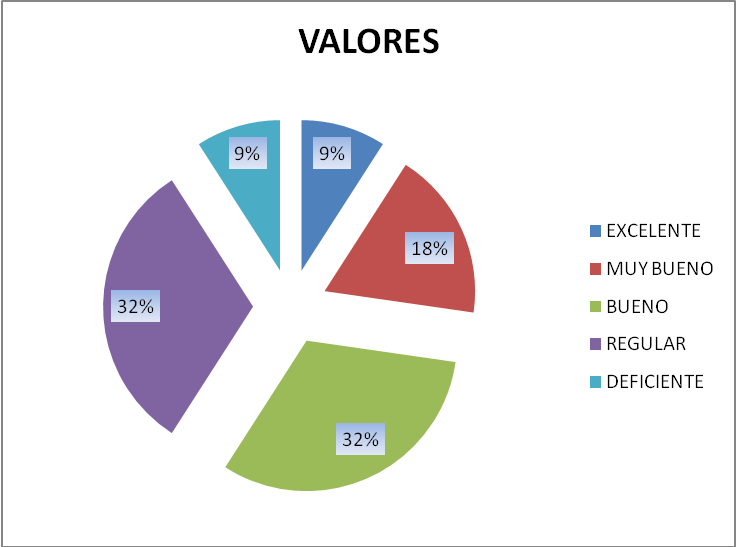 VALORES
9%
9%
18%
32%
32%
EXCELENTE
MUY BUENO
BUENO
REGULAR
DEFICIENTE